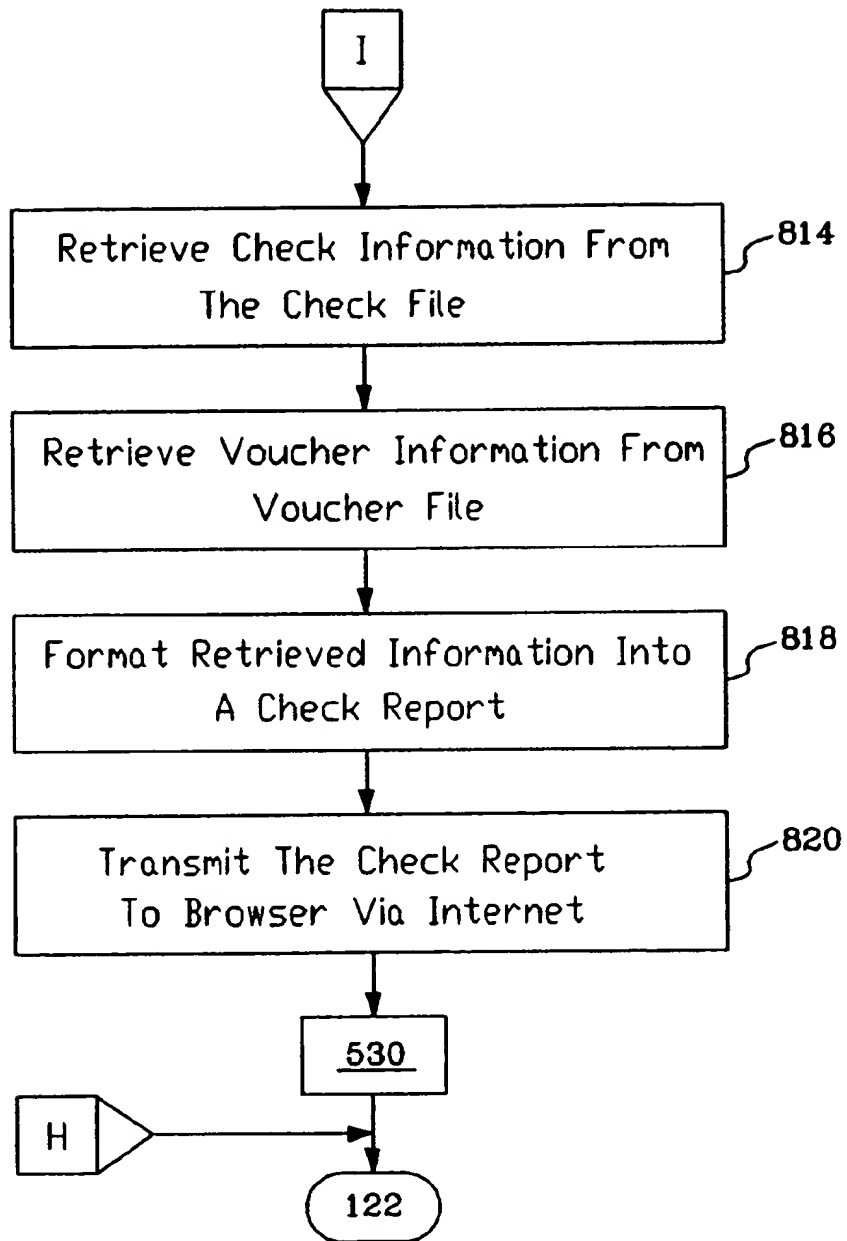 I
Retrieve Check Information From
The Check File
814
Retrieve Voucher Information From
Voucher File
816
Format Retrieved Information Into
A Check Report
818
Transmit The Check Report
To Browser Via Internet
820
530
H
122